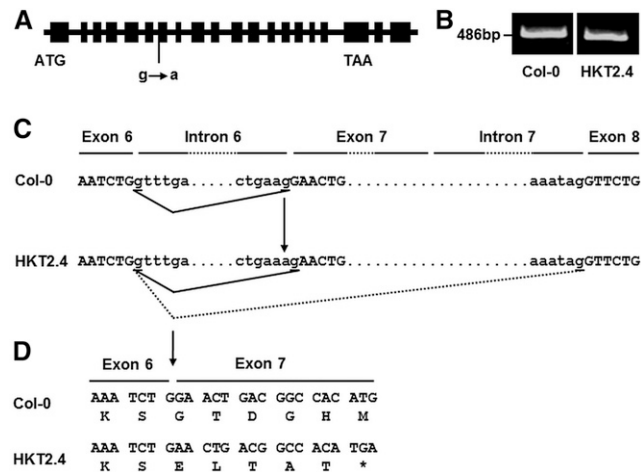 A
ATG
TAA
g→a
B
486bp
Col-0
HKT2.4
C
Exon 6 Intron 6 Exon 7 Intron 7 Exon 8
Col-0 AATCTGgtttga.....ctgaagGAACTG....................aaatagGTTCTG
HKT2.4 AATCTGgtttga.....ctgaaagAACTG....................aaatagGTTCTG
D
Exon 6 Exon 7
Col-0 AAA TCT GGA ACT GAC GGC CAC ATG
K S G T D G H M
HKT2.4 AAA TCT GAA CTG ACG GCC ACA TGA
K S E L T A T *